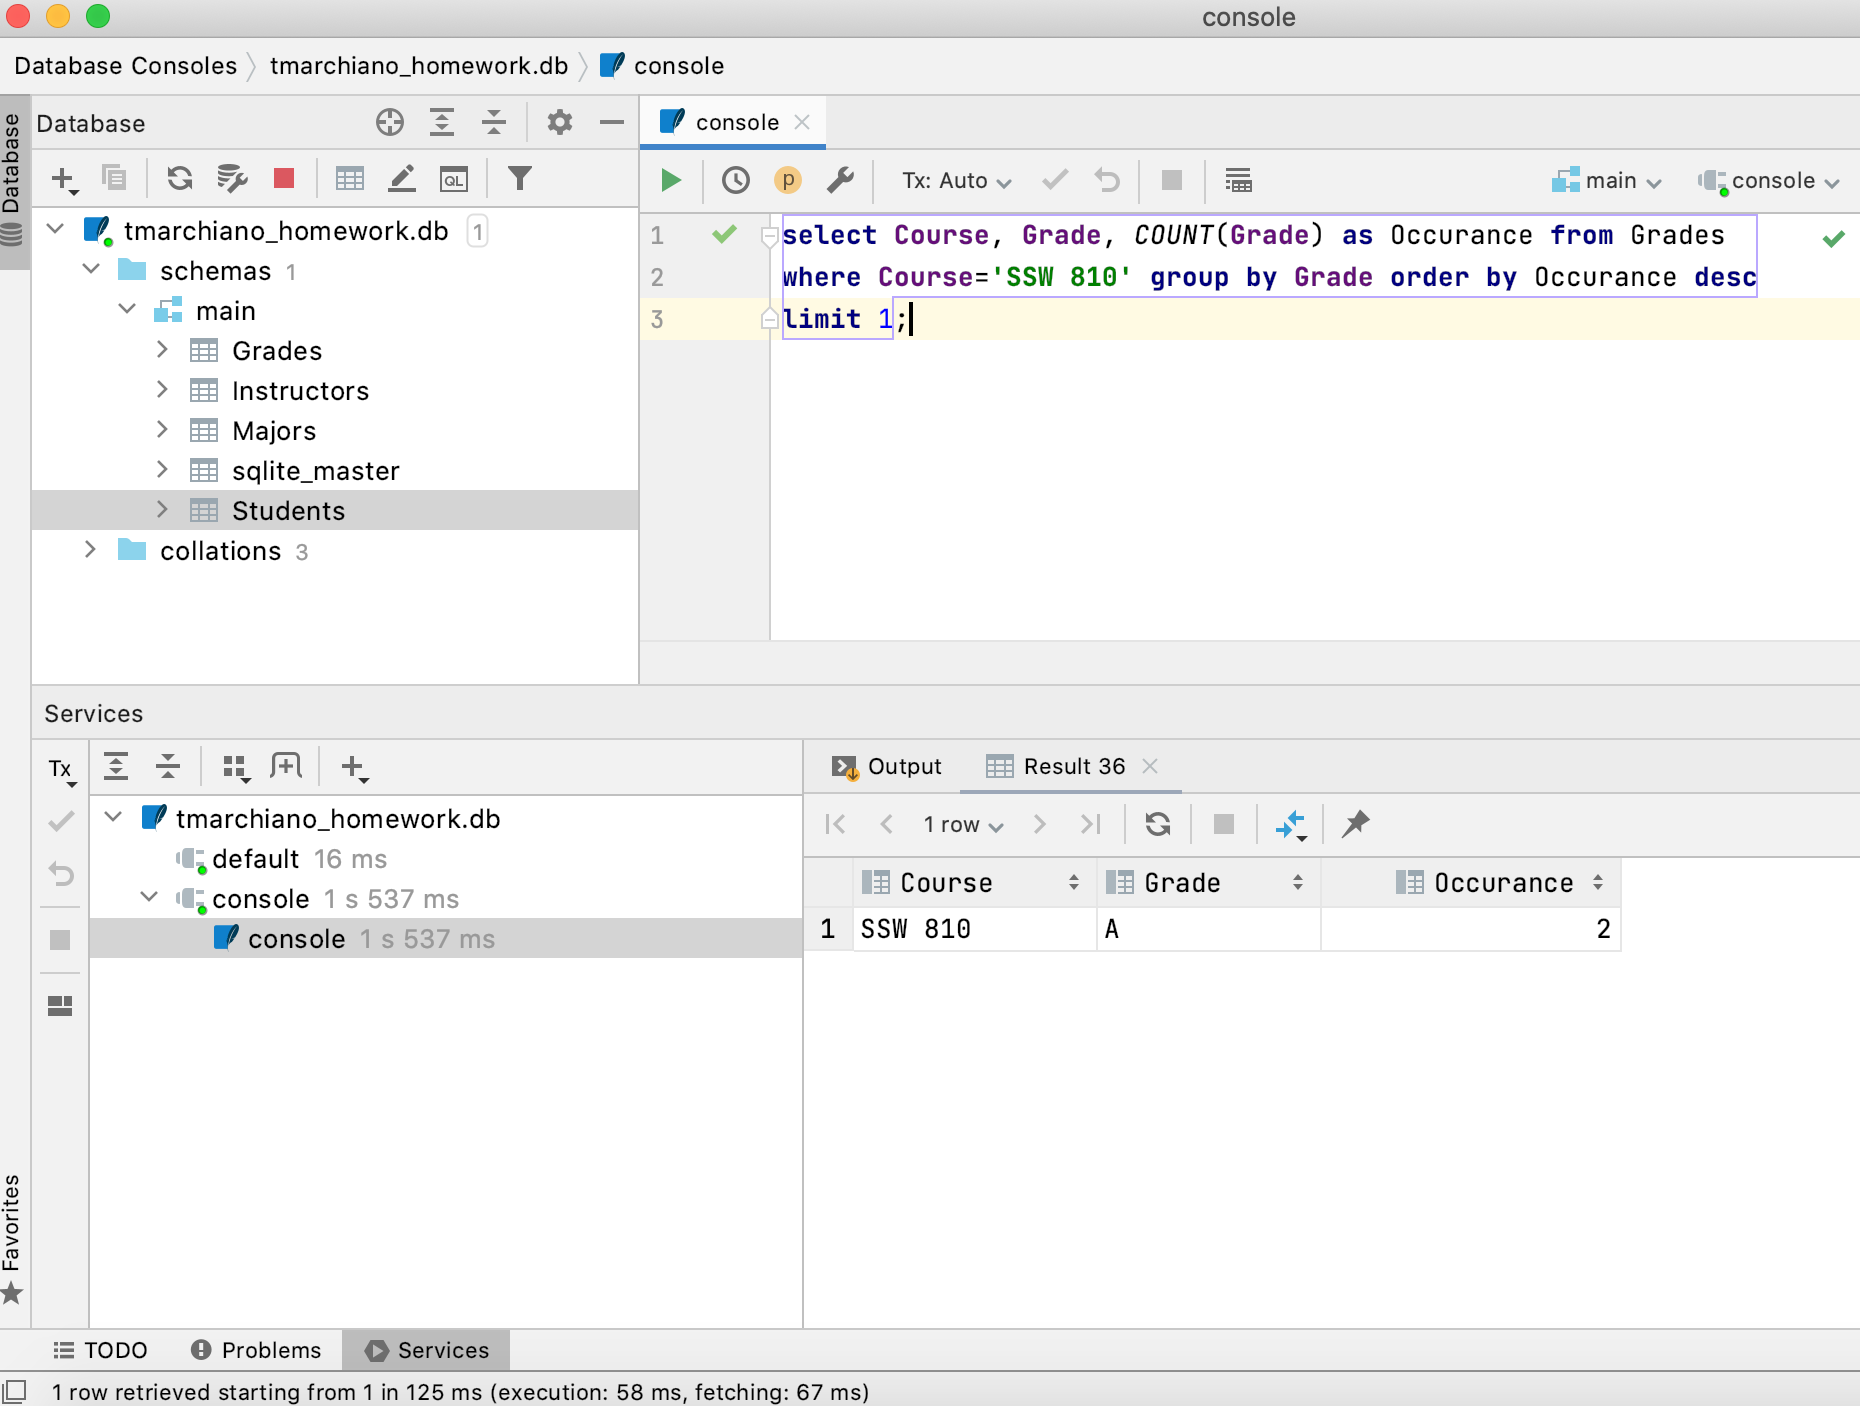 console
Database Consoles tmarchiano_homework.db console
Database
Database
console
Tx: Auto main console
QL
p
tmarchiano_homework.db 1
schemas 1
main
Grades
Instructors
Majors
sqlite_master
Students
collations 3
1 select Course, Grade, COUNT(Grade) as Occurance from Grades
2 where Course='SSW 810' group by Grade order by Occurance desc
3 limit 1;
Services
Tx
tmarchiano_homework.db
default 16 ms
console 1 s 537 ms
console 1 s 537 ms
Output Result 36
1 row
Course Grade Occurance
1 SSW 810 A 2
Favorites
TODO Problems Services
1 row retrieved starting from 1 in 125 ms (execution: 58 ms, fetching: 67 ms)